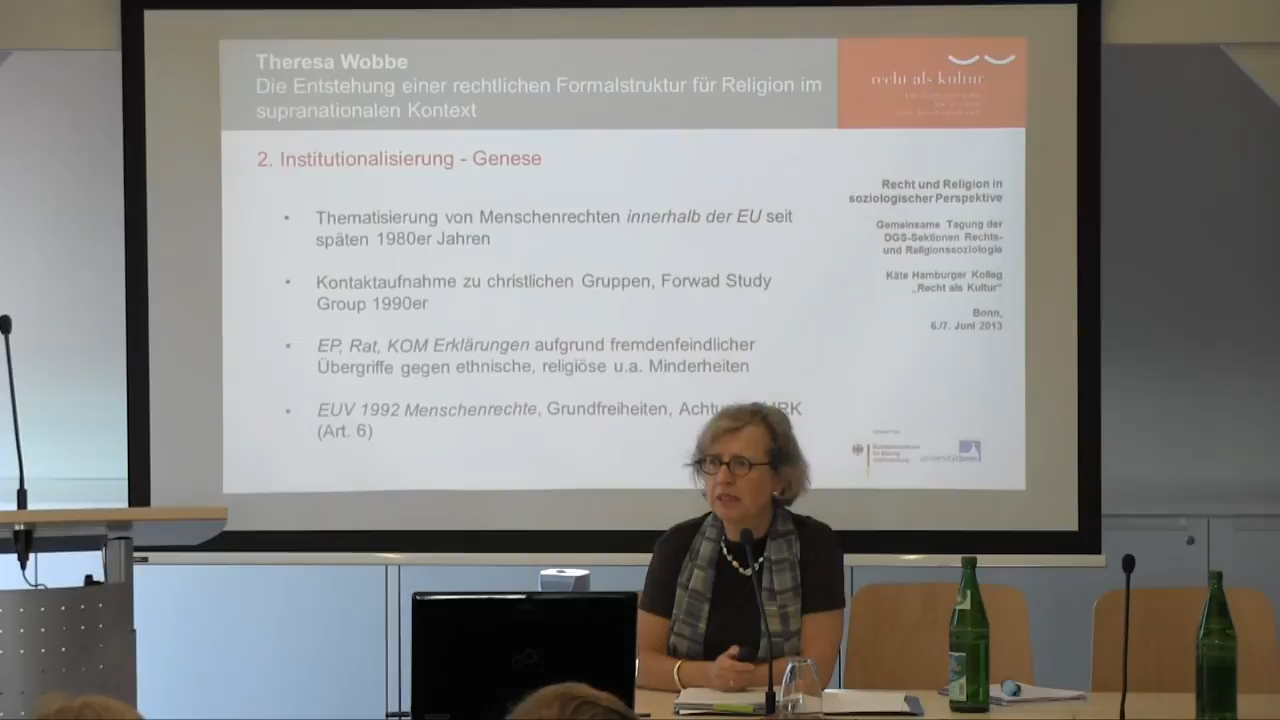 Theresa Wobbe
Die Entstehung einer rechtlichen Formalstruktur für Religion im
supranationalen Kontext
recht als kultur
2. Institutionalisierung - Genese
• Thematisierung von Menschenrechten innerhalb der EU seit
späten 1980er Jahren
• Kontaktaufnahme zu christlichen Gruppen, Forwad Study
Group 1990er
• EP, Rat, KOM Erklärungen aufgrund fremdenfeindlicher
Übergriffe gegen ethnische, religiöse u.a. Minderheiten
• EUV 1992 Menschenrechte, Grundfreiheiten,
(Art. 6)
Recht und Religion in
soziologischer Perspektive
Gemeinsame Tagung der
DGS-Sektionen Rechts-
und Religionssoziologie
Käte Hamburger Kolleg
„Recht als Kultur“
Bonn,
6./7. Juni 2013